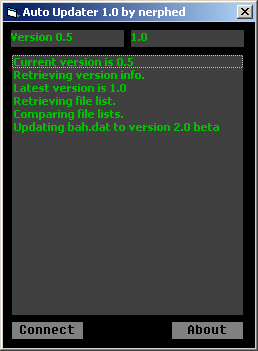 Auto Updater 1.0 by nerphed
Version 0.5 1.0
Current version is 0.5
Retrieving version info.
Latest version is 1.0
Retrieving file list.
Comparing file lists.
Updating bah.dat to version 2.0 beta
Connect About